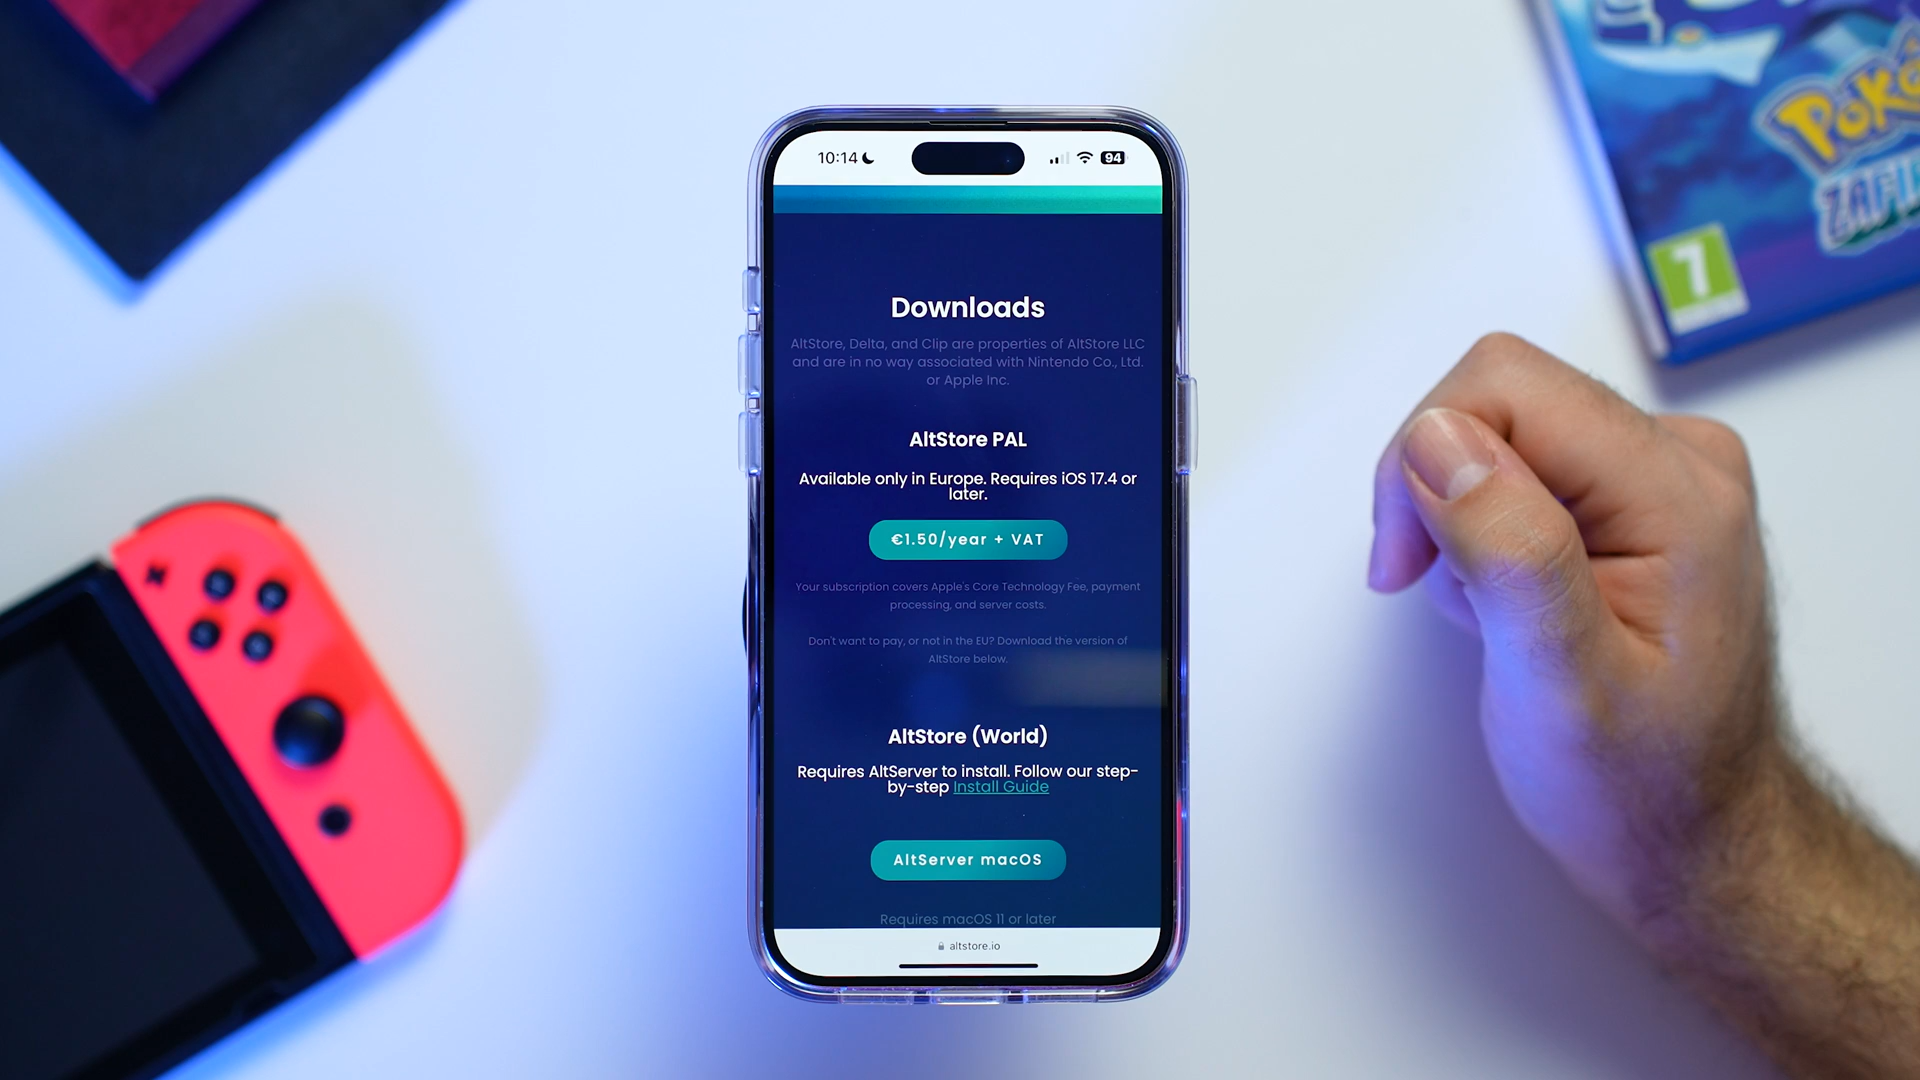 10:14
94
Downloads
AltStore, Delta, and Clip are properties of AltStore LLC
and are in no way associated with Nintendo Co., Ltd.
or Apple Inc.
AltStore PAL
Available only in Europe. Requires iOS 17.4 or
later.
€1.50/year + VAT
Your subscription covers Apple's Core Technology Fee, payment
processing, and server costs.
Don't want to pay, or not in the EU? Download the version of
AltStore below.
AltStore (World)
Requires AltServer to install. Follow our step-
by-step Install Guide
AltServer macOS
Requires macOS 11 or later
altstore.io
7